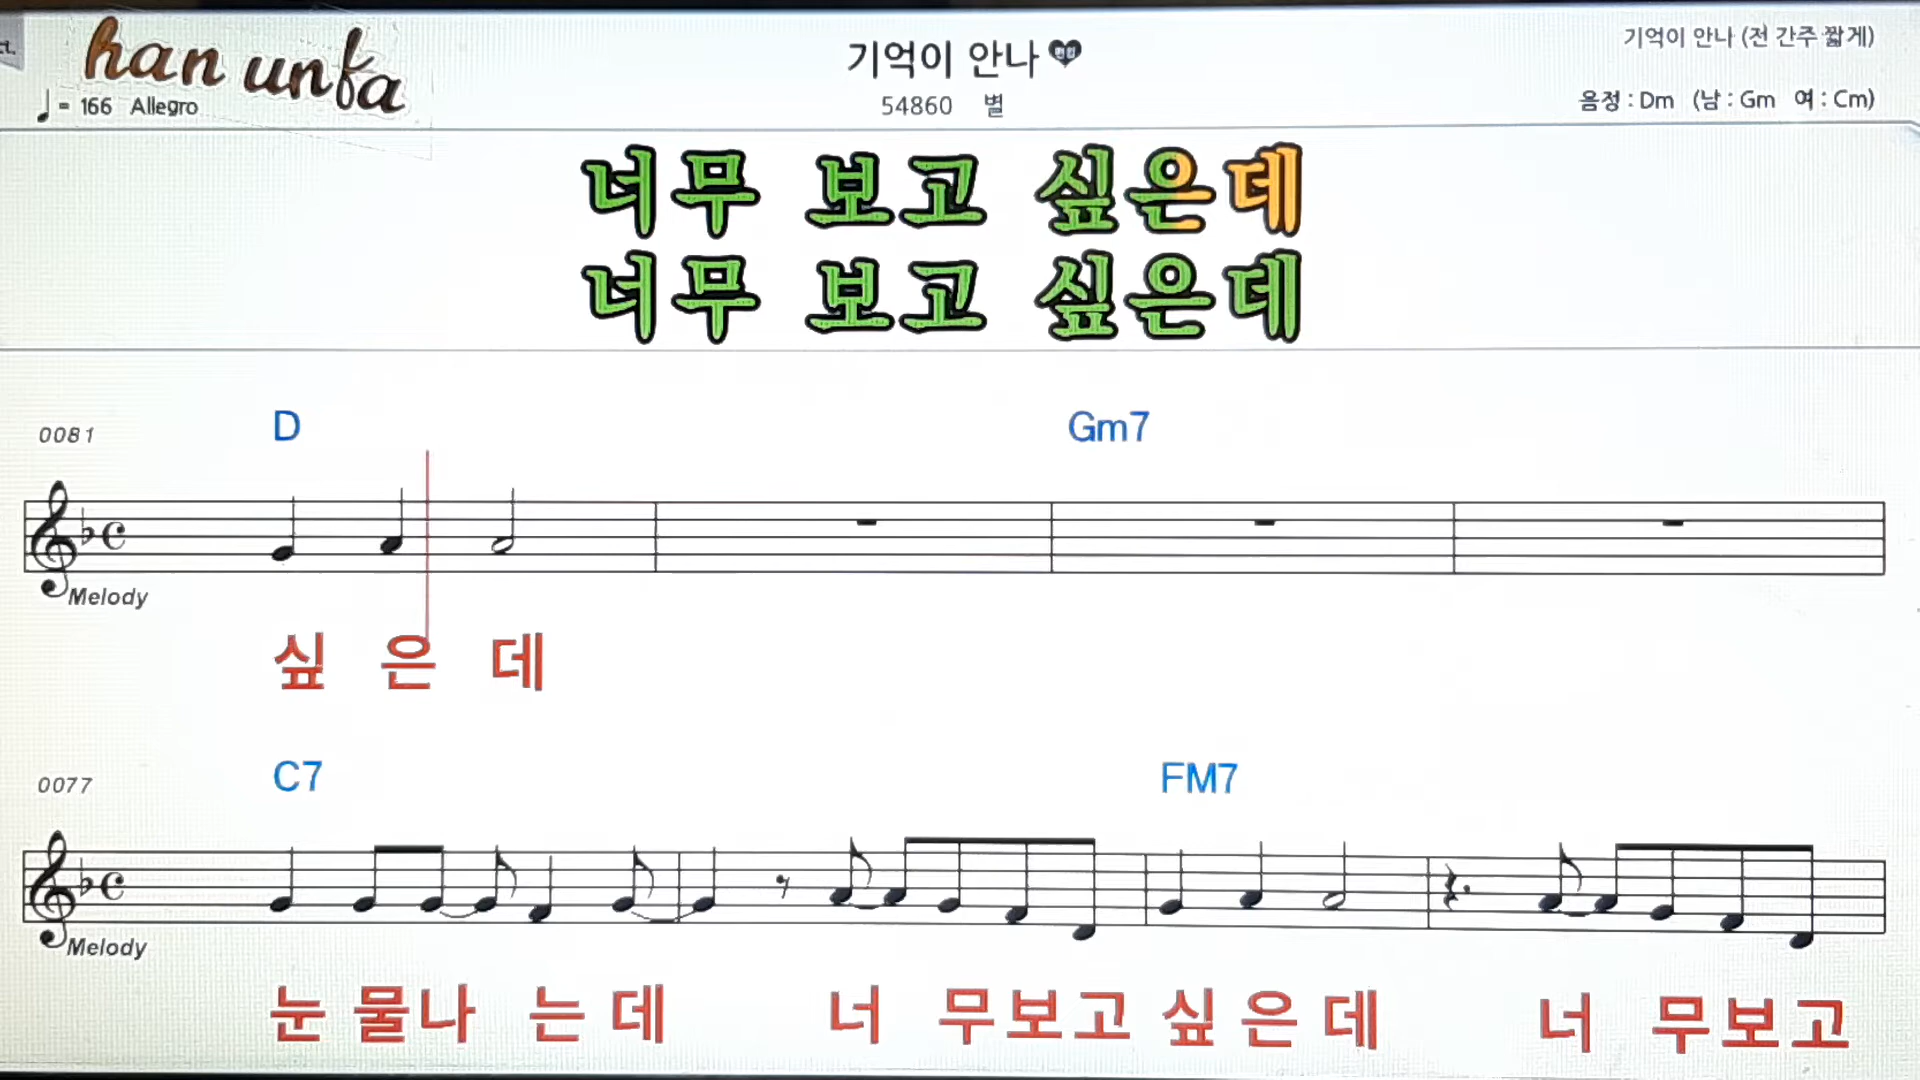 ct.
han unfa
기억이 안나
기억이 안나 (전 간주 짧게)
= 166 Allegro
54860 별
음정 : Dm (남 : Gm 여 : Cm)
너무 보고 싶은데
너무 보고 싶은데
0081 D Gm7
Melody
싶 은 데
0077 C7 FM7
Melody
눈 물나 는 데 너 무보고 싶 은 데 너 무보고